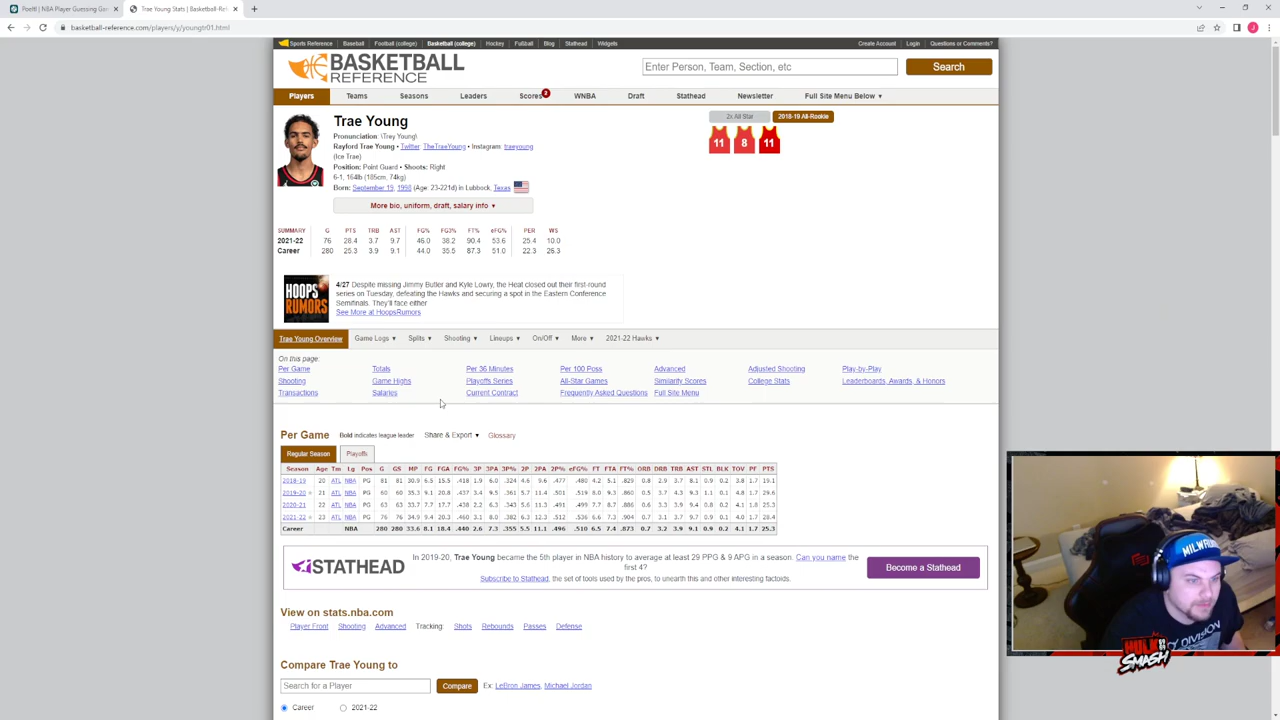 Poeltl | NBA Player Guessing Gam
Trae Young Stats | Basketball-Ref
basketball-reference.com/players/y/youngtr01.html
Sports Reference Baseball Football (college) Basketball (college) Hockey Fußball Blog Stathead Widgets Create Account Login Questions or Comments?
BASKETBALL
REFERENCE
Enter Person, Team, Section, etc Search
Players Teams Seasons Leaders Scores 2 WNBA Draft Stathead Newsletter Full Site Menu Below ▼
Trae Young
2x All Star 2018-19 All-Rookie
Pronunciation: \Trey Young\
11 8 11
Rayford Trae Young • Twitter: TheTraeYoung • Instagram: traeyoung
(Ice Trae)
Position: Point Guard • Shoots: Right
6-1, 164lb (185cm, 74kg)
Born: September 19, 1998 (Age: 23-221d) in Lubbock, Texas
More bio, uniform, draft, salary info ▼
SUMMARY G PTS TRB AST FG% FG3% FT% eFG% PER WS
2021-22 76 28.4 3.7 9.7 46.0 38.2 90.4 53.6 25.4 10.0
Career 280 25.3 3.9 9.1 44.0 35.5 87.3 51.0 22.3 26.3
HOOPS
RUMORS
4/27 Despite missing Jimmy Butler and Kyle Lowry, the Heat closed out their first-round
series on Tuesday, defeating the Hawks and securing a spot in the Eastern Conference
Semifinals. They'll face either
See More at HoopsRumors
Trae Young Overview Game Logs ▼ Splits ▼ Shooting ▼ Lineups ▼ On/Off ▼ More ▼ 2021-22 Hawks ▼
On this page:
Per Game Totals Per 36 Minutes Per 100 Poss Advanced Adjusted Shooting Play-by-Play
Shooting Game Highs Playoffs Series All-Star Games Similarity Scores College Stats Leaderboards, Awards, & Honors
Transactions Salaries Current Contract Frequently Asked Questions Full Site Menu
Per Game Bold indicates league leader Share & Export ▼ Glossary
Regular Season Playoffs
Season Age Tm Lg Pos G GS MP FG FGA FG% 3P 3PA 3P% 2P 2PA 2P% eFG% FT FTA FT% ORB DRB TRB AST STL BLK TOV PF PTS
2018-19 20 ATL NBA PG 81 81 30.9 6.5 15.5 .418 1.9 6.0 .324 4.6 9.6 .477 .480 4.2 5.1 .829 0.8 2.9 3.7 8.1 0.9 0.2 3.8 1.7 19.1
2019-20 21 ATL NBA PG 60 60 35.3 9.1 20.8 .437 3.4 9.5 .361 5.7 11.4 .501 .519 8.0 9.3 .860 0.5 3.7 4.3 9.3 1.1 0.1 4.8 1.7 29.6
2020-21 22 ATL NBA PG 63 63 33.7 7.7 17.7 .438 2.2 6.3 .343 5.6 11.3 .491 .499 7.7 8.7 .886 0.6 3.3 3.9 9.4 0.8 0.2 4.1 1.8 25.3
2021-22 23 ATL NBA PG 76 76 34.9 9.4 20.3 .460 3.1 8.0 .382 6.3 12.3 .512 .536 6.6 7.3 .904 0.7 3.1 3.7 9.7 0.9 0.1 4.0 1.7 28.4
Career NBA 280 280 33.6 8.1 18.4 .440 2.6 7.3 .355 5.5 11.1 .496 .510 6.5 7.4 .873 0.7 3.2 3.9 9.1 0.9 0.2 4.1 1.7 25.3
STATHEAD
In 2019-20, Trae Young became the 5th player in NBA history to average at least 29 PPG & 9 APG in a season. Can you name the
first 4?
Subscribe to Stathead, the set of tools used by the pros, to unearth this and other interesting factoids.
Become a Stathead
View on stats.nba.com
Player Front Shooting Advanced Tracking: Shots Rebounds Passes Defense
Compare Trae Young to
Search for a Player Compare Ex: LeBron James, Michael Jordan
Career 2021-22
HULK
SMASH